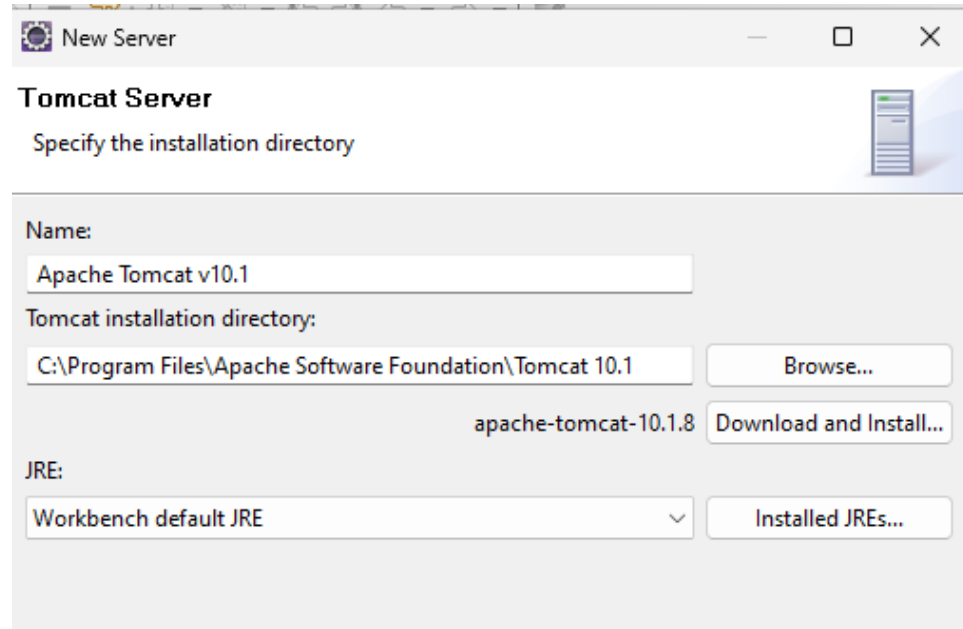 New Server
Tomcat Server
Specify the installation directory
Name:
Apache Tomcat v10.1
Tomcat installation directory:
C:\Program Files\Apache Software Foundation\Tomcat 10.1 Browse...
apache-tomcat-10.1.8 Download and Install...
JRE:
Workbench default JRE Installed JREs...